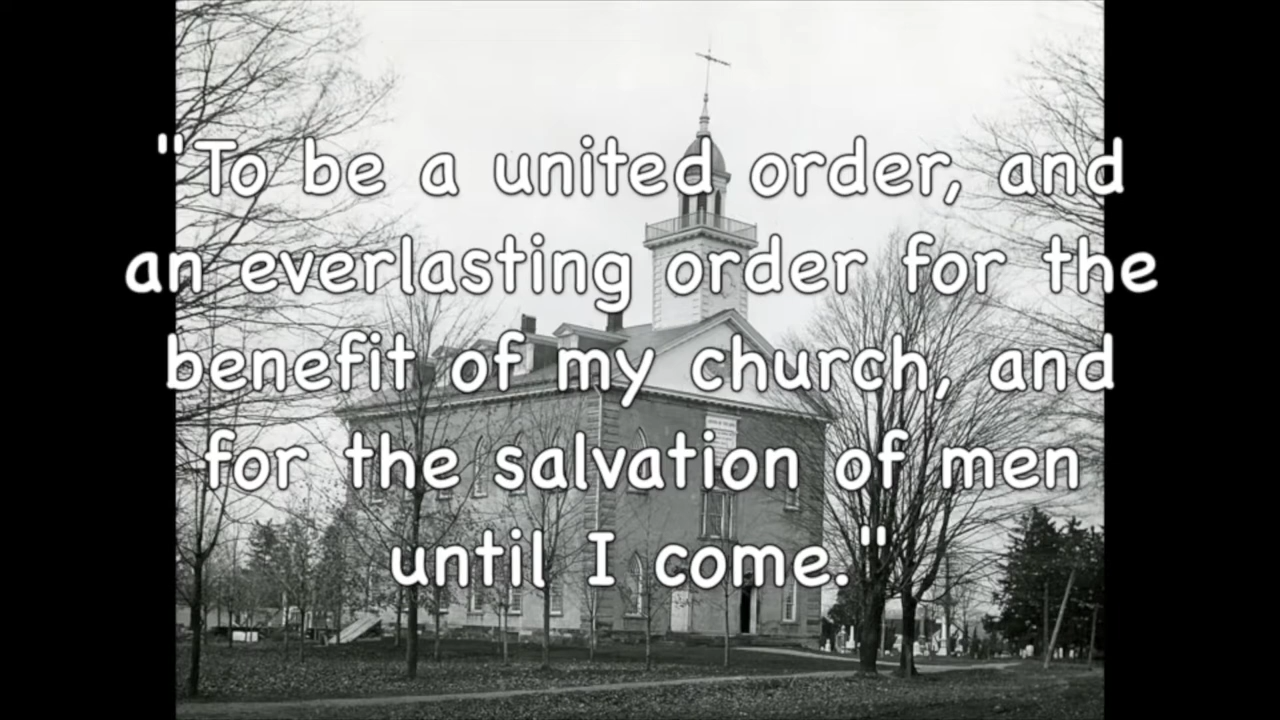 "To be a united order, and
an everlasting order for the
benefit of my church, and
for the salvation of men
until I come."